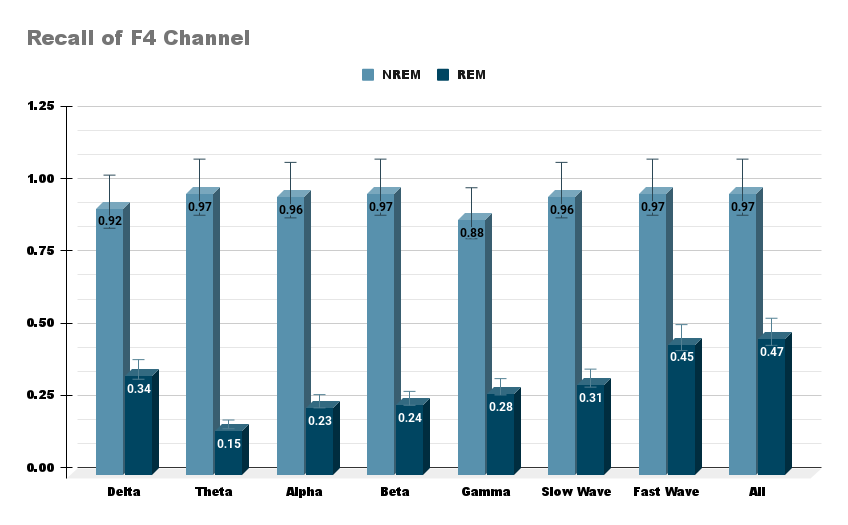 Recall of F4 Channel
NREM REM
1.25
1.00
0.75
0.50
0.25
0.00
0.92 0.34 0.97 0.15 0.96 0.23 0.97 0.24 0.88 0.28 0.96 0.31 0.97 0.45 0.97 0.47
Delta Theta Alpha Beta Gamma Slow Wave Fast Wave All